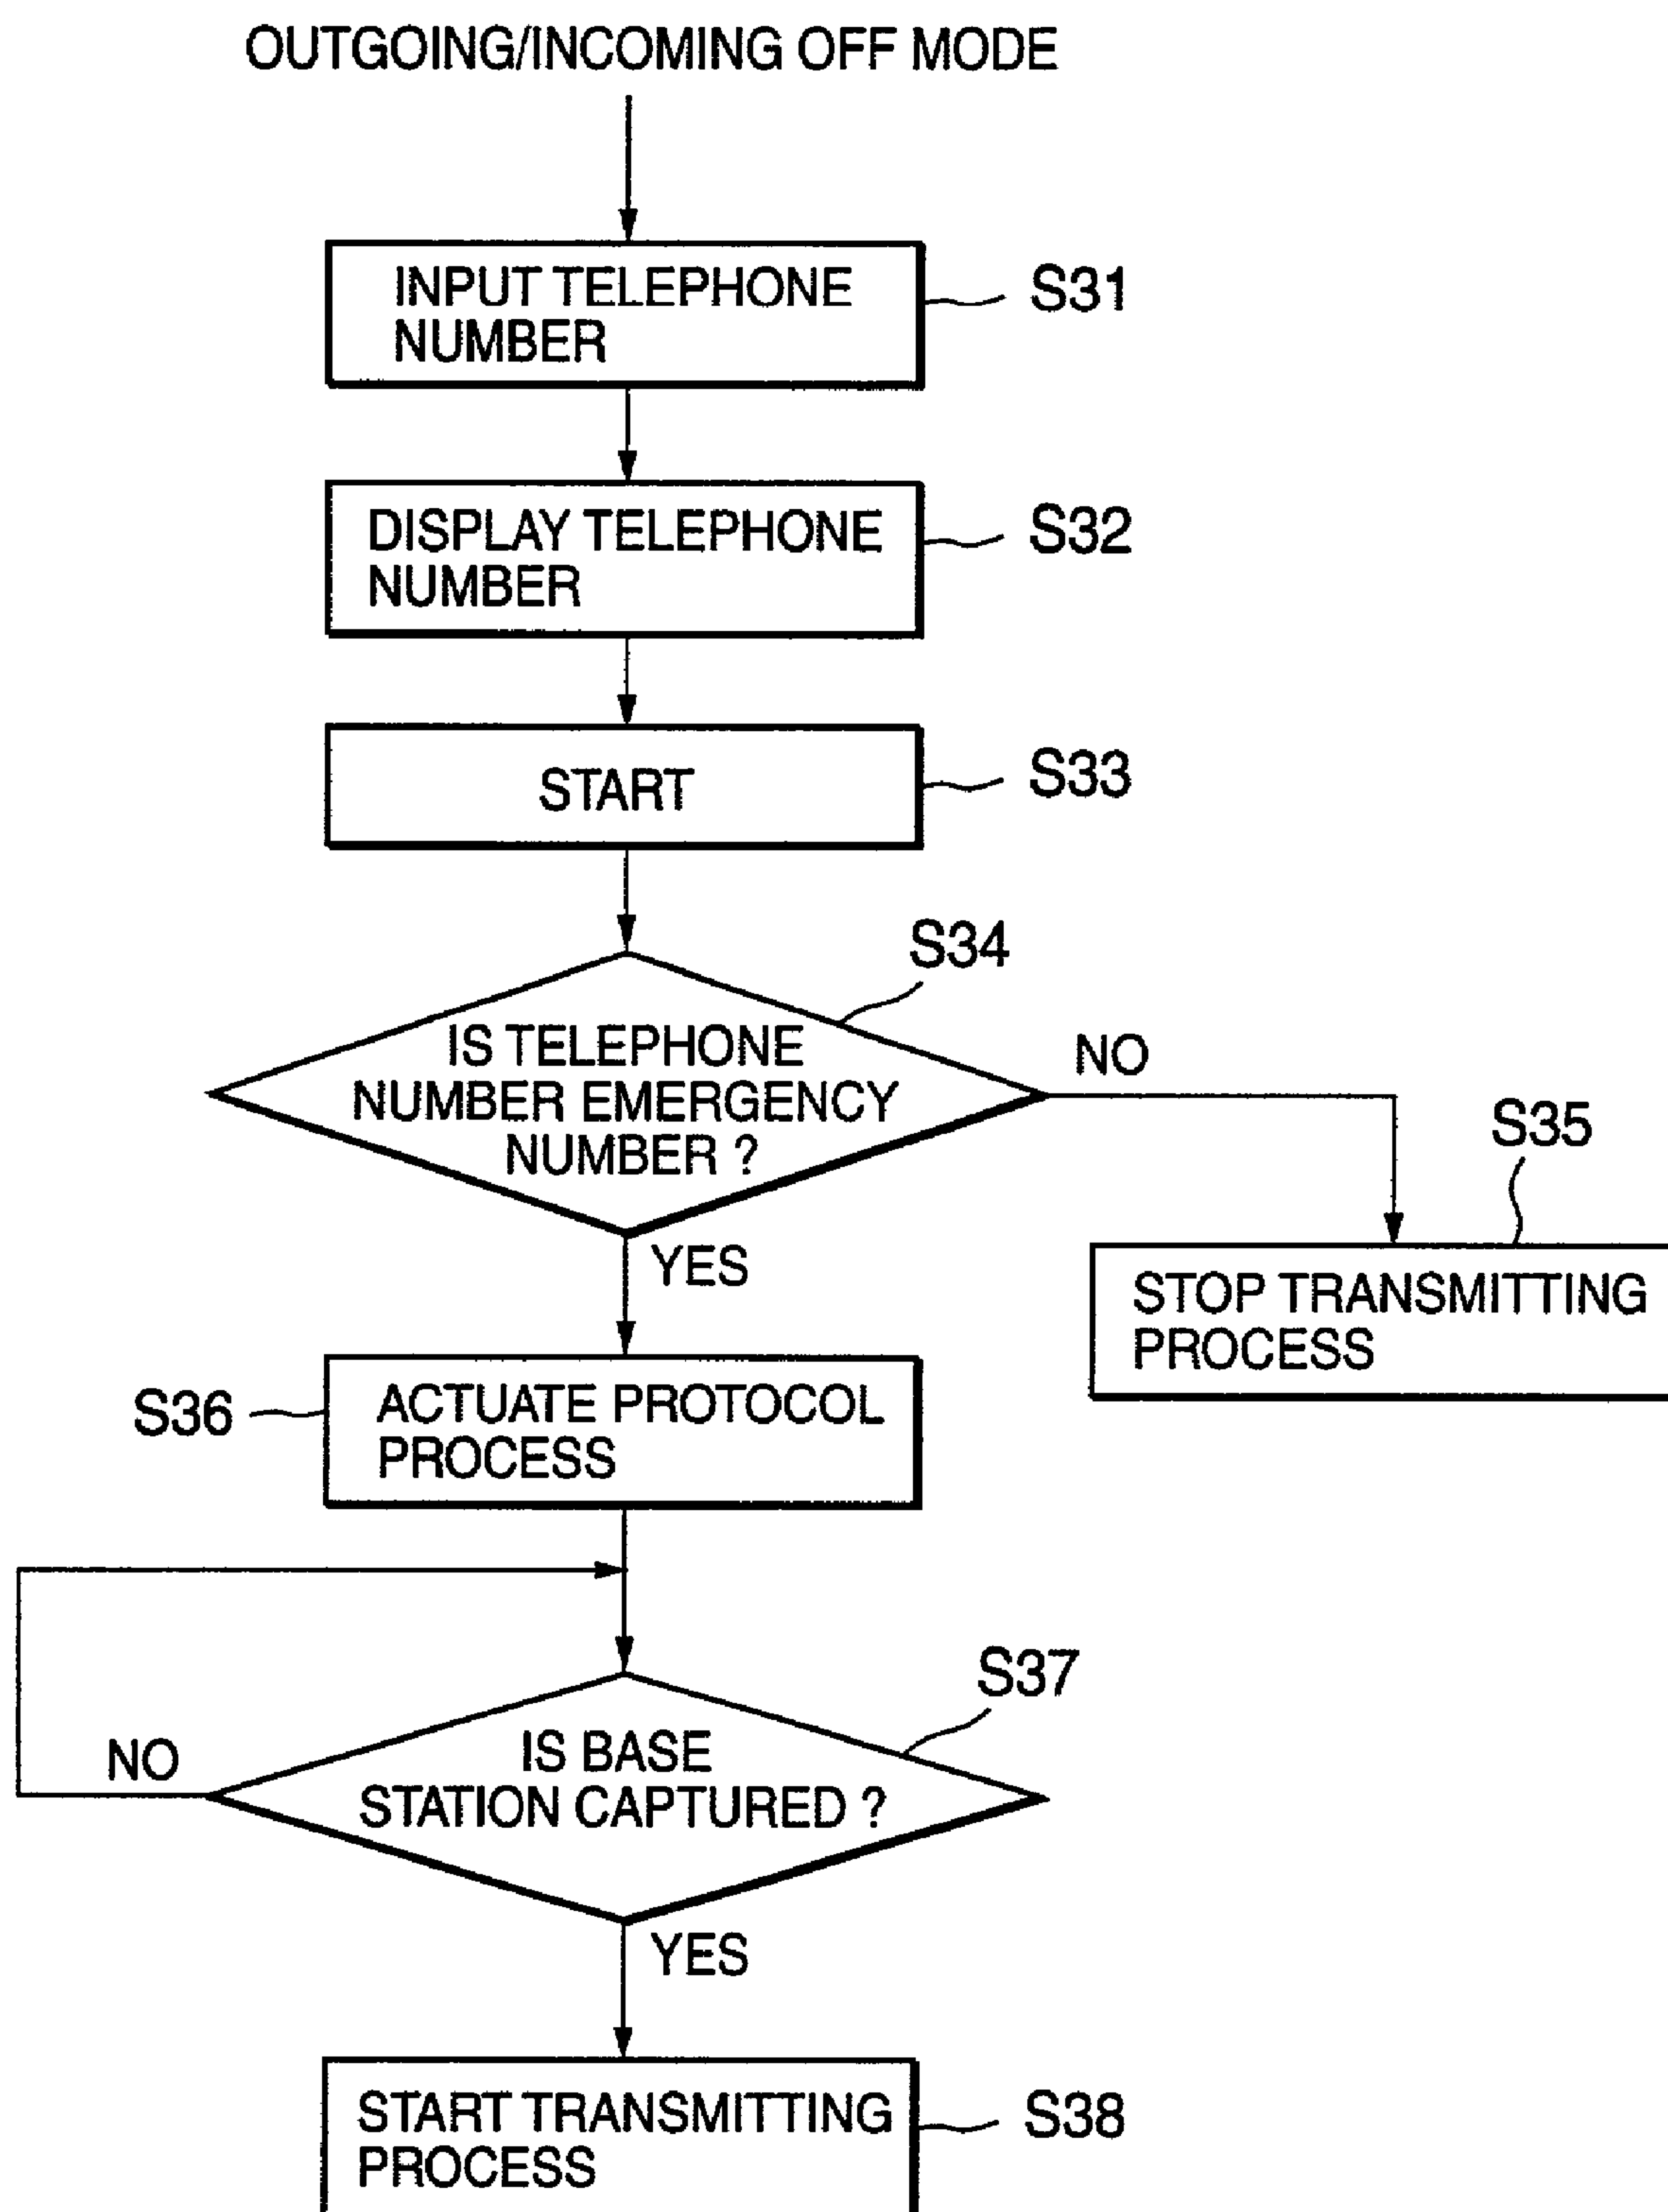 OUTGOING/INCOMING OFF MODE
INPUT TELEPHONE
NUMBER
S31
DISPLAY TELEPHONE
NUMBER
S32
START
S33
S34
IS TELEPHONE
NUMBER EMERGENCY
NUMBER ?
NO
S35
YES
STOP TRANSMITTING
PROCESS
S36
ACTUATE PROTOCOL
PROCESS
S37
IS BASE
STATION CAPTURED ?
NO
YES
START TRANSMITTING
PROCESS
S38